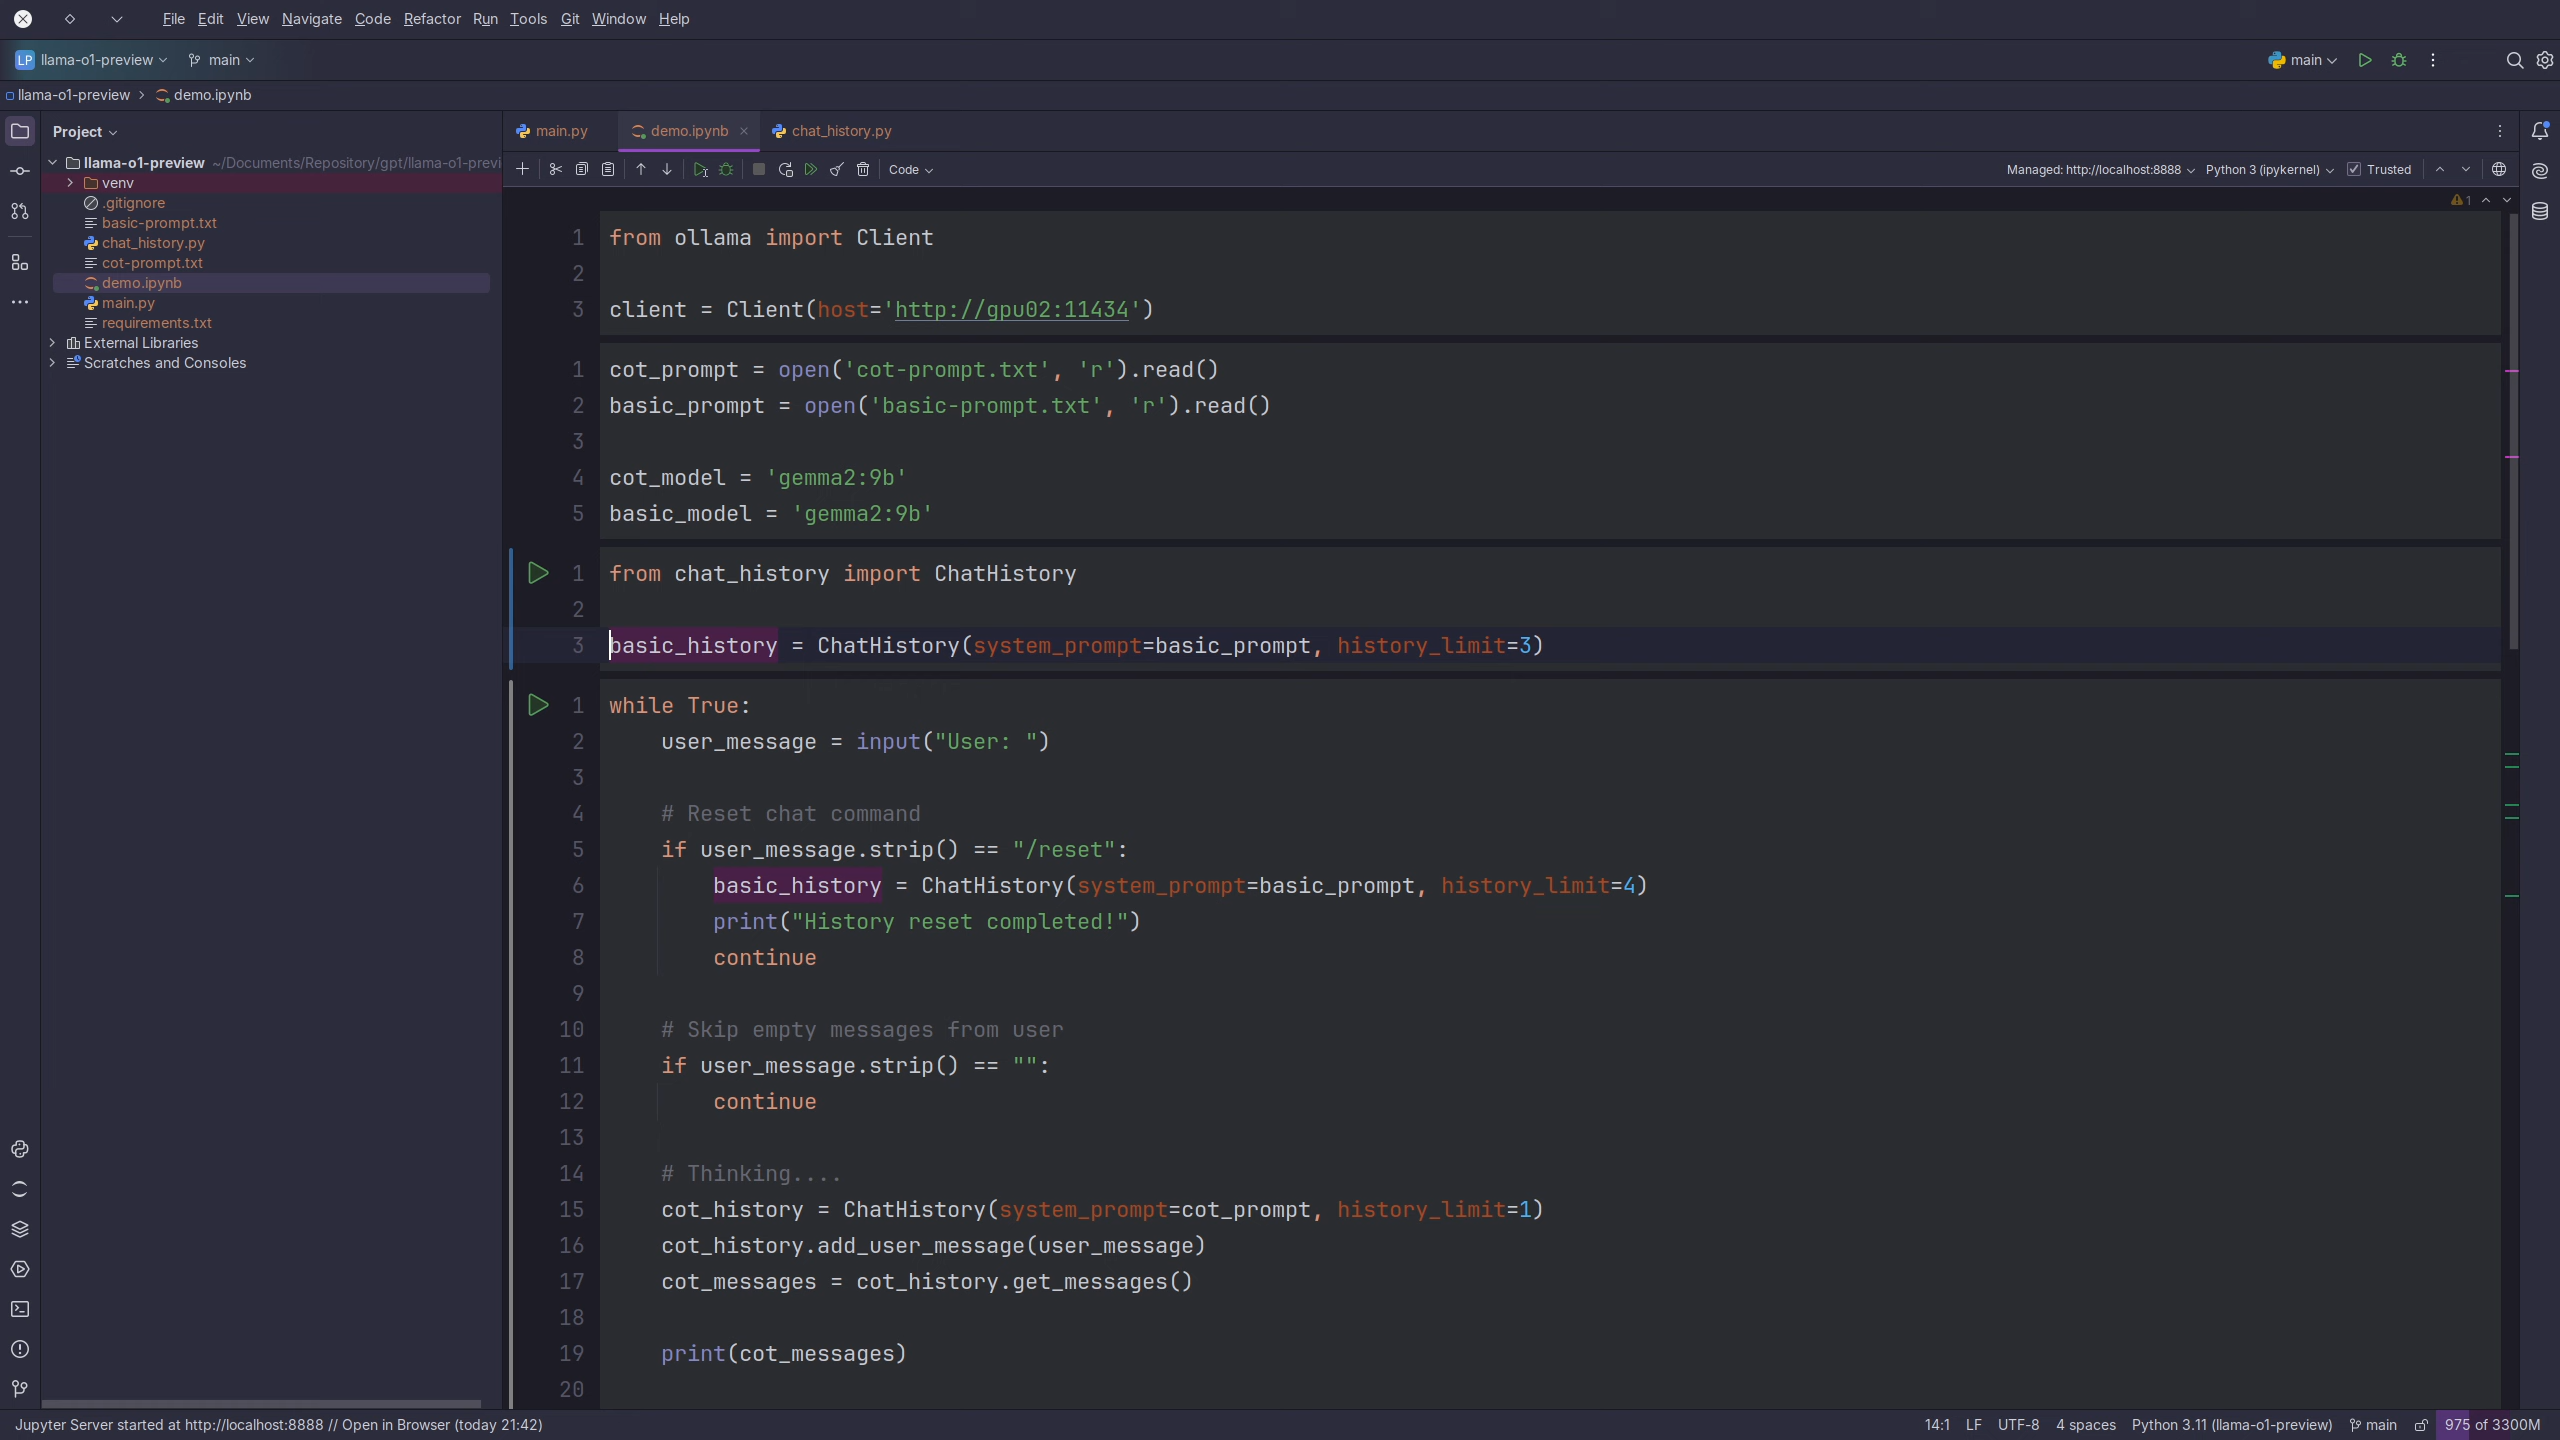 File Edit View Navigate Code Refactor Run Tools Git Window Help
LP llama-o1-preview main main
llama-o1-preview demo.ipynb
Project
main.py demo.ipynb chat_history.py
Code Managed: http://localhost:8888 Python 3 (ipykernel) Trusted
1
llama-o1-preview ~/Documents/Repository/gpt/llama-o1-previ
venv
.gitignore
basic-prompt.txt
chat_history.py
cot-prompt.txt
demo.ipynb
main.py
requirements.txt
External Libraries
Scratches and Consoles
1 from ollama import Client
2
3 client = Client(host='http://gpu02:11434')
1 cot_prompt = open('cot-prompt.txt', 'r').read()
2 basic_prompt = open('basic-prompt.txt', 'r').read()
3
4 cot_model = 'gemma2:9b'
5 basic_model = 'gemma2:9b'
1 from chat_history import ChatHistory
2
3 basic_history = ChatHistory(system_prompt=basic_prompt, history_limit=3)
1 while True:
2 user_message = input("User: ")
3
4 # Reset chat command
5 if user_message.strip() == "/reset":
6 basic_history = ChatHistory(system_prompt=basic_prompt, history_limit=4)
7 print("History reset completed!")
8 continue
9
10 # Skip empty messages from user
11 if user_message.strip() == "":
12 continue
13
14 # Thinking....
15 cot_history = ChatHistory(system_prompt=cot_prompt, history_limit=1)
16 cot_history.add_user_message(user_message)
17 cot_messages = cot_history.get_messages()
18
19 print(cot_messages)
20
Jupyter Server started at http://localhost:8888 // Open in Browser (today 21:42) 14:1 LF UTF-8 4 spaces Python 3.11 (llama-o1-preview) main 975 of 3300M